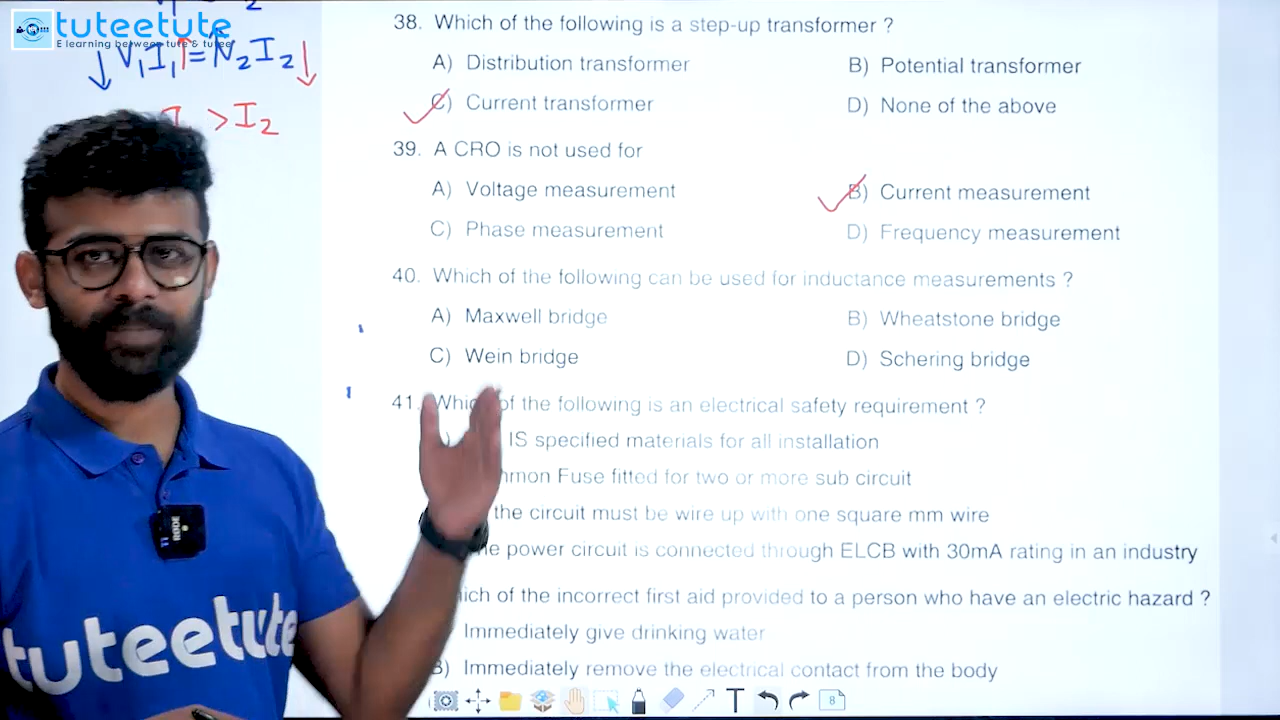 tuteetute
E learning between tute & tutee
↓ V₁I₁↑ = N₂I₂ ↓
> I₂
38. Which of the following is a step-up transformer ?
A) Distribution transformer
B) Potential transformer
C) Current transformer
D) None of the above
39. A CRO is not used for
A) Voltage measurement
B) Current measurement
C) Phase measurement
D) Frequency measurement
40. Which of the following can be used for inductance measurements ?
A) Maxwell bridge
B) Wheatstone bridge
C) Wein bridge
D) Schering bridge
41. Which of the following is an electrical safety requirement ?
IS specified materials for all installation
Fuse fitted for two or more sub circuit
the circuit must be wire up with one square mm wire
power circuit is connected through ELCB with 30mA rating in an industry
of the incorrect first aid provided to a person who have an electric hazard ?
Immediately give drinking water
B) Immediately remove the electrical contact from the body
RØDE
tuteetute
T
8